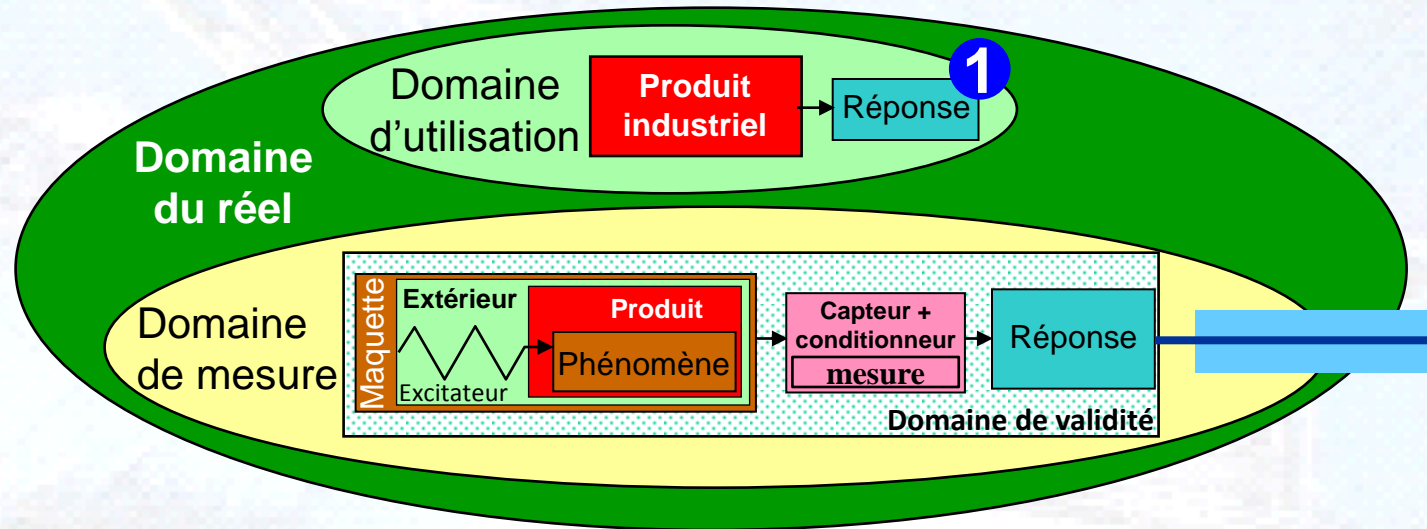 Domaine
d’utilisation
Produit
industriel
Réponse
1
Domaine
du réel
Domaine
de mesure
Maquette
Extérieur
Excitateur
Produit
Phénomène
Capteur +
conditionneur
mesure
Réponse
Domaine de validité